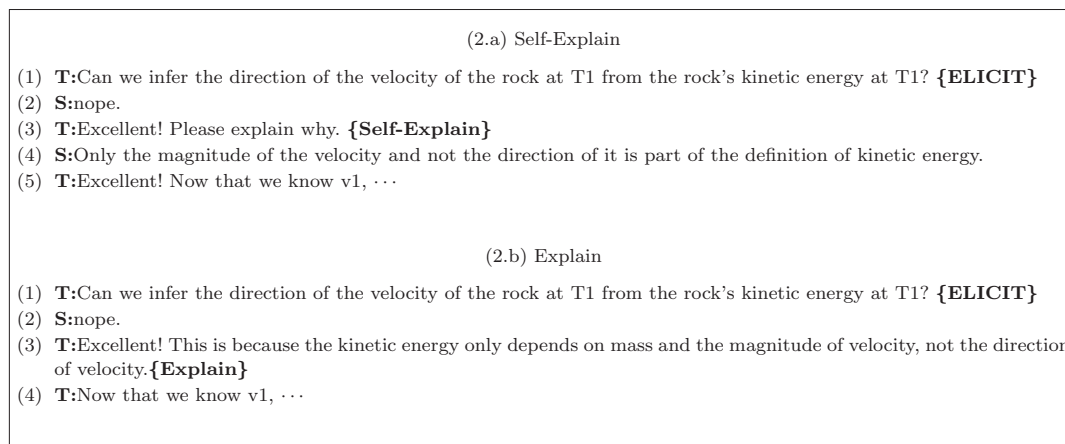 (2.a) Self-Explain
(1) T:Can we infer the direction of the velocity of the rock at T1 from the rock's kinetic energy at T1? {ELICIT}
(2) S:nope.
(3) T:Excellent! Please explain why. {Self-Explain}
(4) S:Only the magnitude of the velocity and not the direction of it is part of the definition of kinetic energy.
(5) T:Excellent! Now that we know v1, ···
(2.b) Explain
(1) T:Can we infer the direction of the velocity of the rock at T1 from the rock's kinetic energy at T1? {ELICIT}
(2) S:nope.
(3) T:Excellent! This is because the kinetic energy only depends on mass and the magnitude of velocity, not the direction
of velocity.{Explain}
(4) T:Now that we know v1, ···